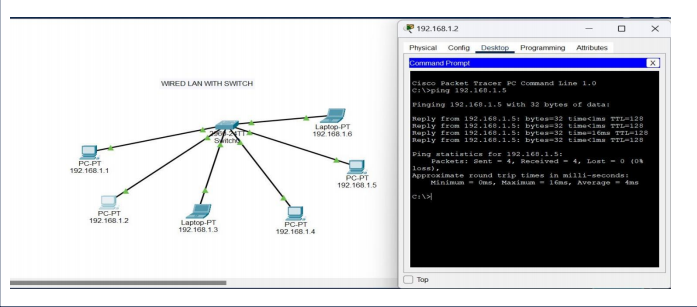 WIRED LAN WITH SWITCH
2960-24TT
Switch0
Laptop-PT
192.168.1.6
PC-PT
192.168.1.1
PC-PT
192.168.1.5
PC-PT
192.168.1.2
Laptop-PT
192.168.1.3
PC-PT
192.168.1.4
192.168.1.2
Physical Config Desktop Programming Attributes
Command Prompt
X
Cisco Packet Tracer PC Command Line 1.0
C:\>ping 192.168.1.5
Pinging 192.168.1.5 with 32 bytes of data:
Reply from 192.168.1.5: bytes=32 time<1ms TTL=128
Reply from 192.168.1.5: bytes=32 time<1ms TTL=128
Reply from 192.168.1.5: bytes=32 time=16ms TTL=128
Reply from 192.168.1.5: bytes=32 time<1ms TTL=128
Ping statistics for 192.168.1.5:
Packets: Sent = 4, Received = 4, Lost = 0 (0%
loss),
Approximate round trip times in milli-seconds:
Minimum = 0ms, Maximum = 16ms, Average = 4ms
C:\>
Top